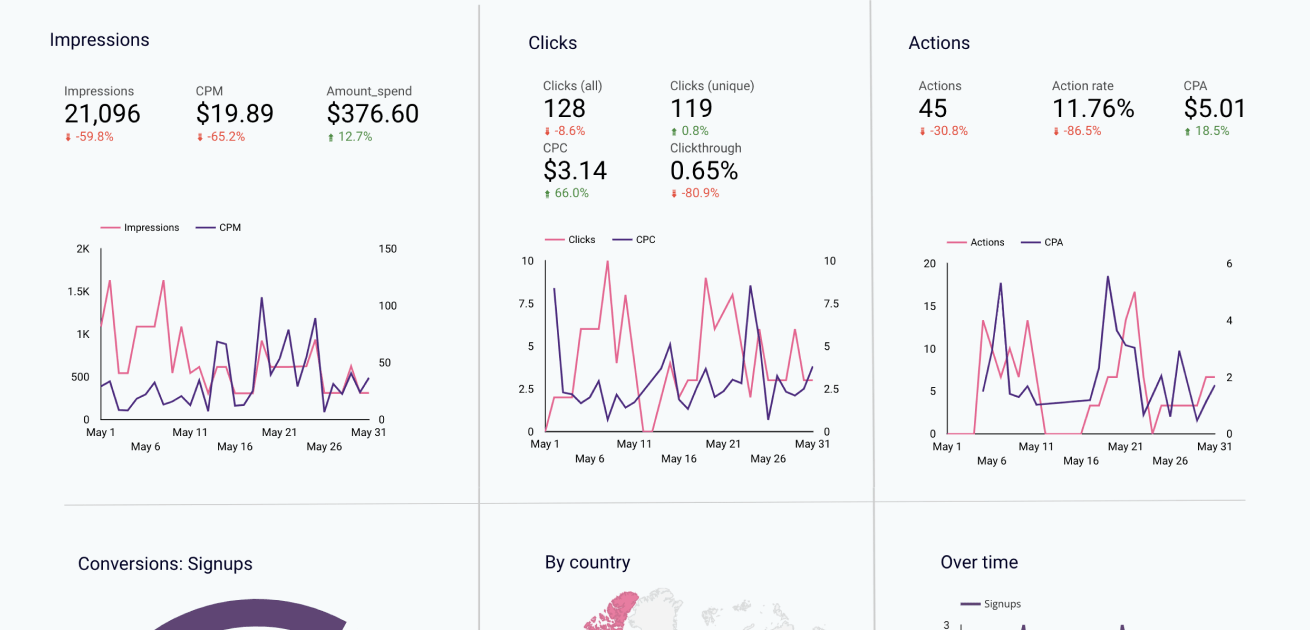 Impressions
Impressions CPM Amount_spend
21,096 $19.89 $376.60
-59.8% -65.2% 12.7%
Impressions CPM
2K 150
1.5K 100
1K
500 50
0 0
May 1 May 11 May 21 May 31
May 6 May 16 May 26
Clicks
Clicks (all) Clicks (unique)
128 119
-8.6% 0.8%
CPC Clickthrough
$3.14 0.65%
66.0% -80.9%
Clicks CPC
10 10
7.5 7.5
5 5
2.5 2.5
0 0
May 1 May 11 May 21 May 31
May 6 May 16 May 26
Actions
Actions Action rate CPA
45 11.76% $5.01
-30.8% -86.5% 18.5%
Actions CPA
20 6
15 4
10
5 2
0 0
May 1 May 11 May 21 May 31
May 6 May 16 May 26
Conversions: Signups
By country
Over time
Signups
3